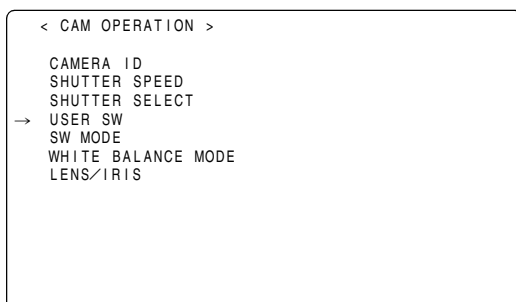 < CAM OPERATION >
CAMERA ID
SHUTTER SPEED
SHUTTER SELECT
→ USER SW
SW MODE
WHITE BALANCE MODE
LENS/IRIS